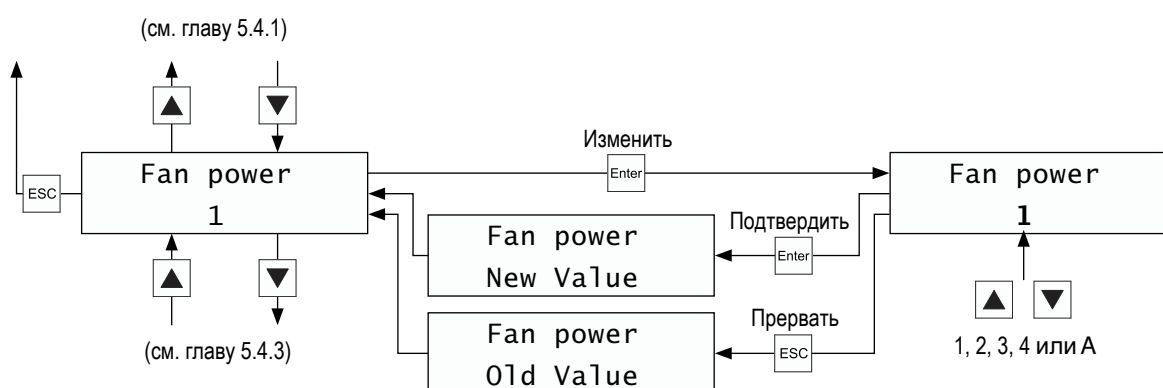 (см. главу 5.4.1)
Изменить
ESC
Fan power
1
Enter
Fan power
1
Подтвердить
Fan power
New Value
Enter
Прервать
Fan power
Old Value
ESC
(см. главу 5.4.3)
1, 2, 3, 4 или A